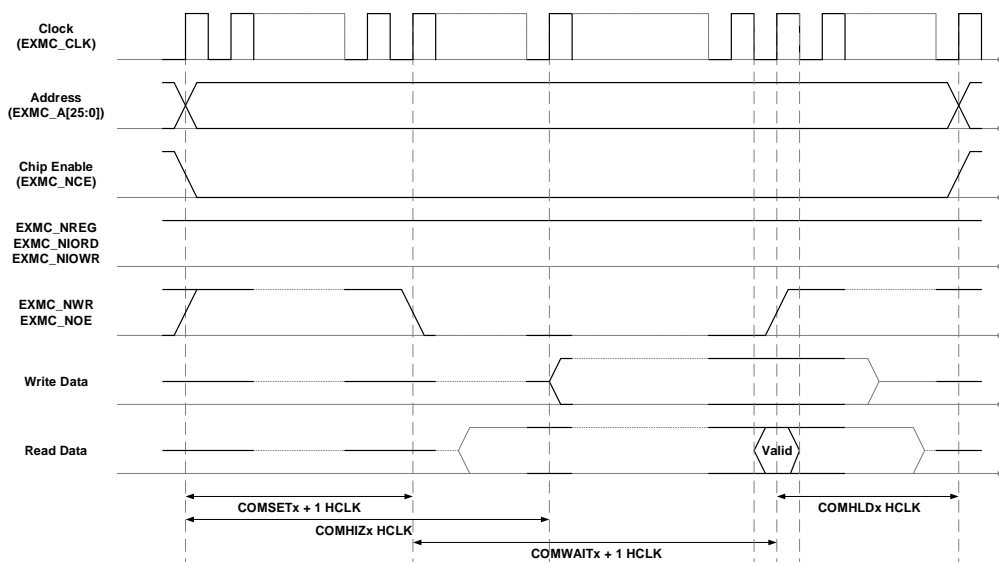 Clock
(EXMC_CLK)
Address
(EXMC_A[25:0])
Chip Enable
(EXMC_NCE)
EXMC_NREG
EXMC_NIORD
EXMC_NIOWR
EXMC_NWR
EXMC_NOE
Write Data
Read Data
Valid
COMSETx + 1 HCLK
COMHLDx HCLK
COMHIZx HCLK
COMWAITx + 1 HCLK